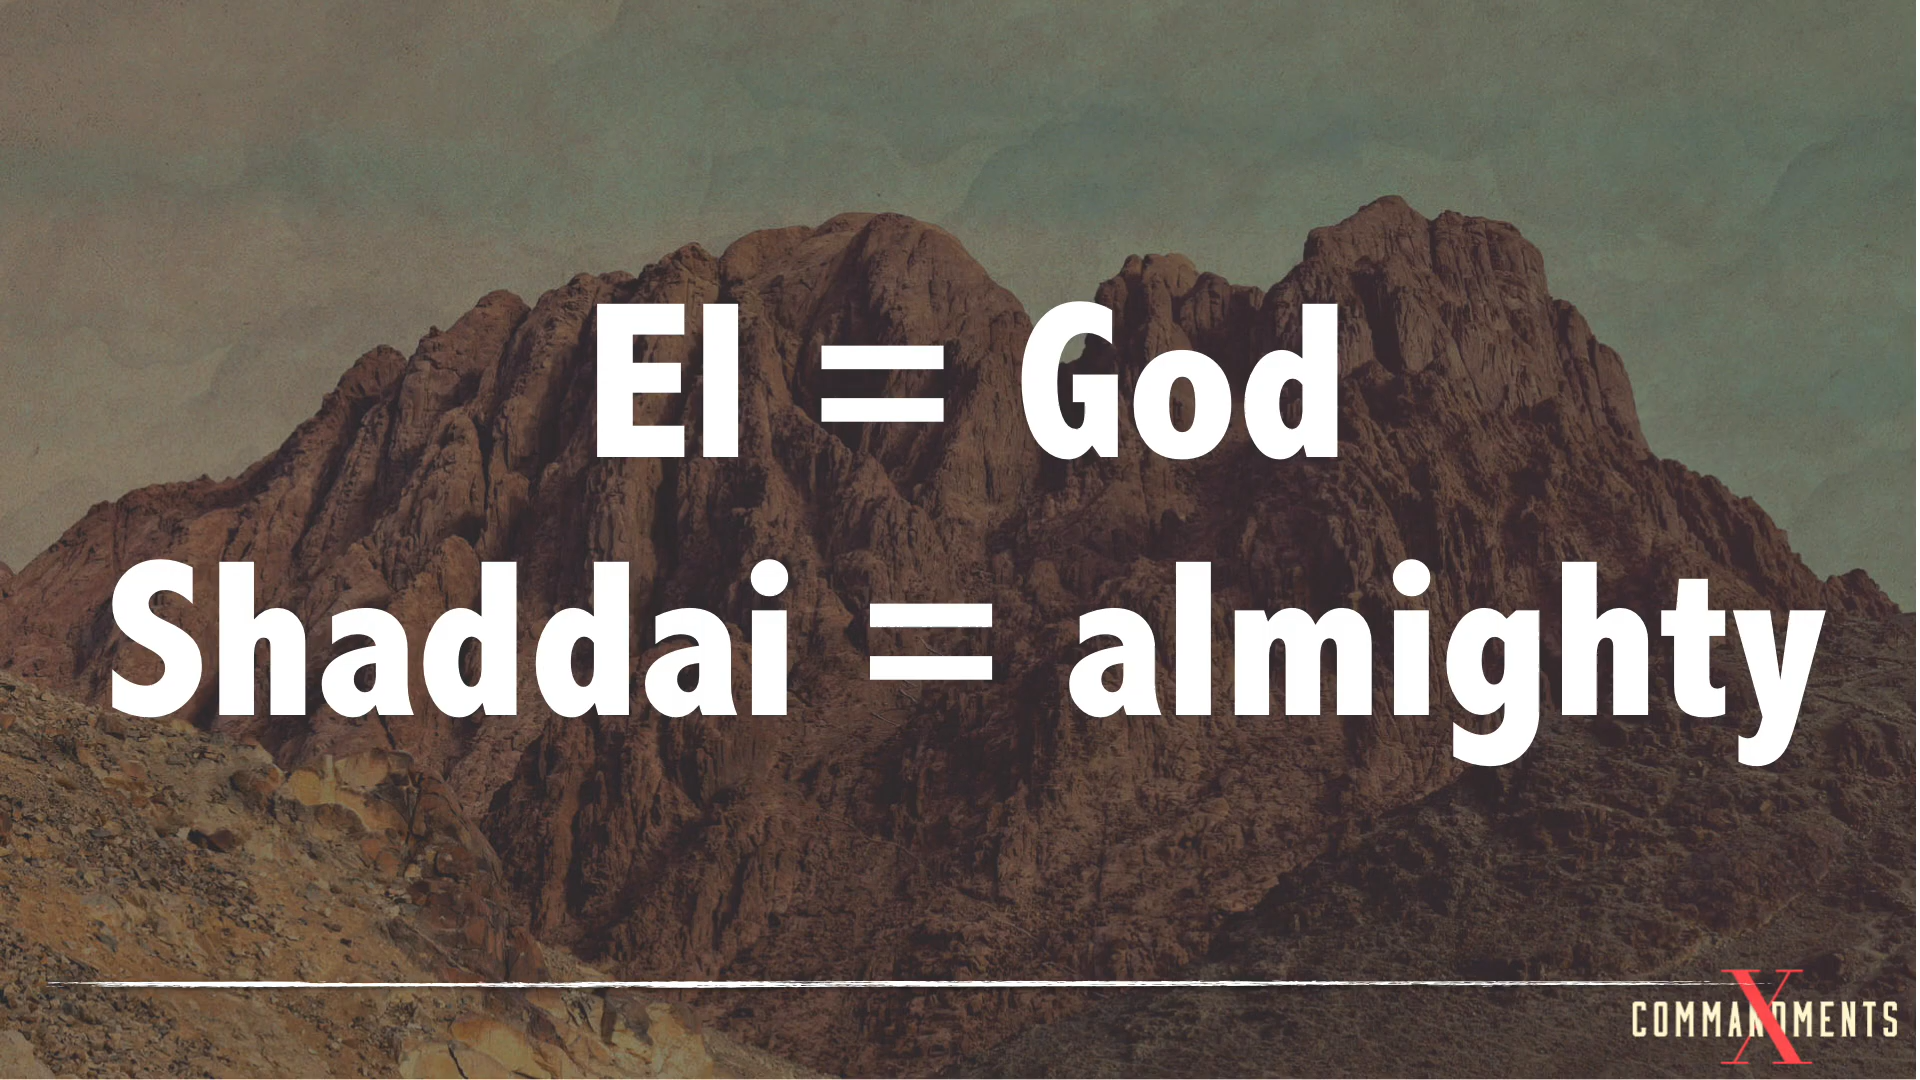 El = God
Shaddai = almighty
X
COMMANDMENTS